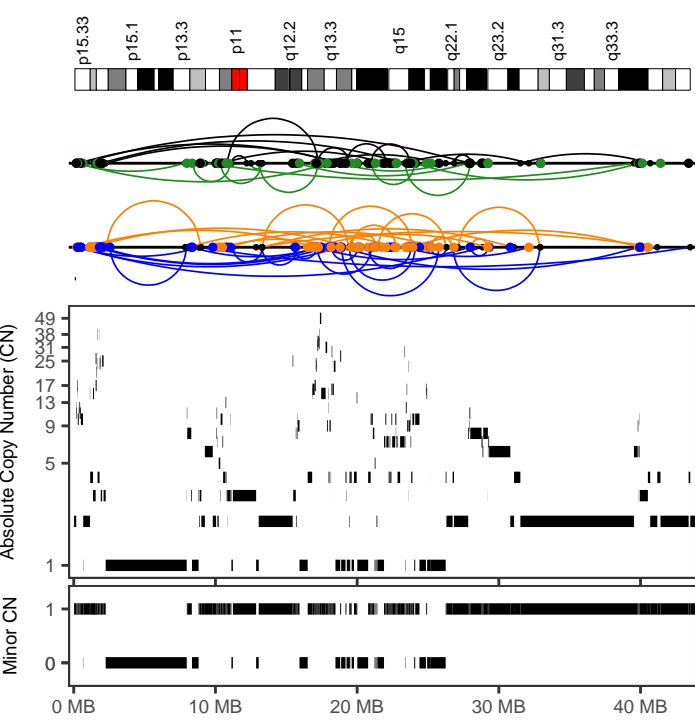 p15.33 p15.1 p13.3 p11 q12.2 q13.3 q15 q22.1 q23.2 q31.3 q33.3
Absolute Copy Number (CN)
49
38
31
25
17
13
9
5
1
Minor CN
1
0
0 MB 10 MB 20 MB 30 MB 40 MB